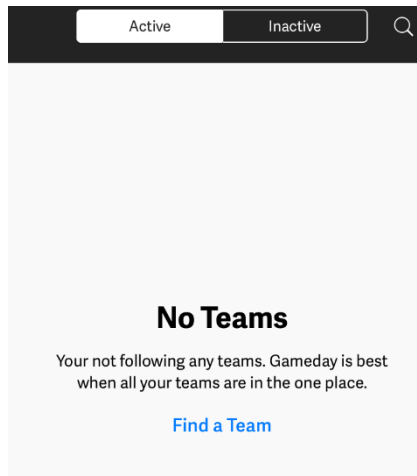 Active Inactive
No Teams
Your not following any teams. Gameday is best
when all your teams are in the one place.
Find a Team